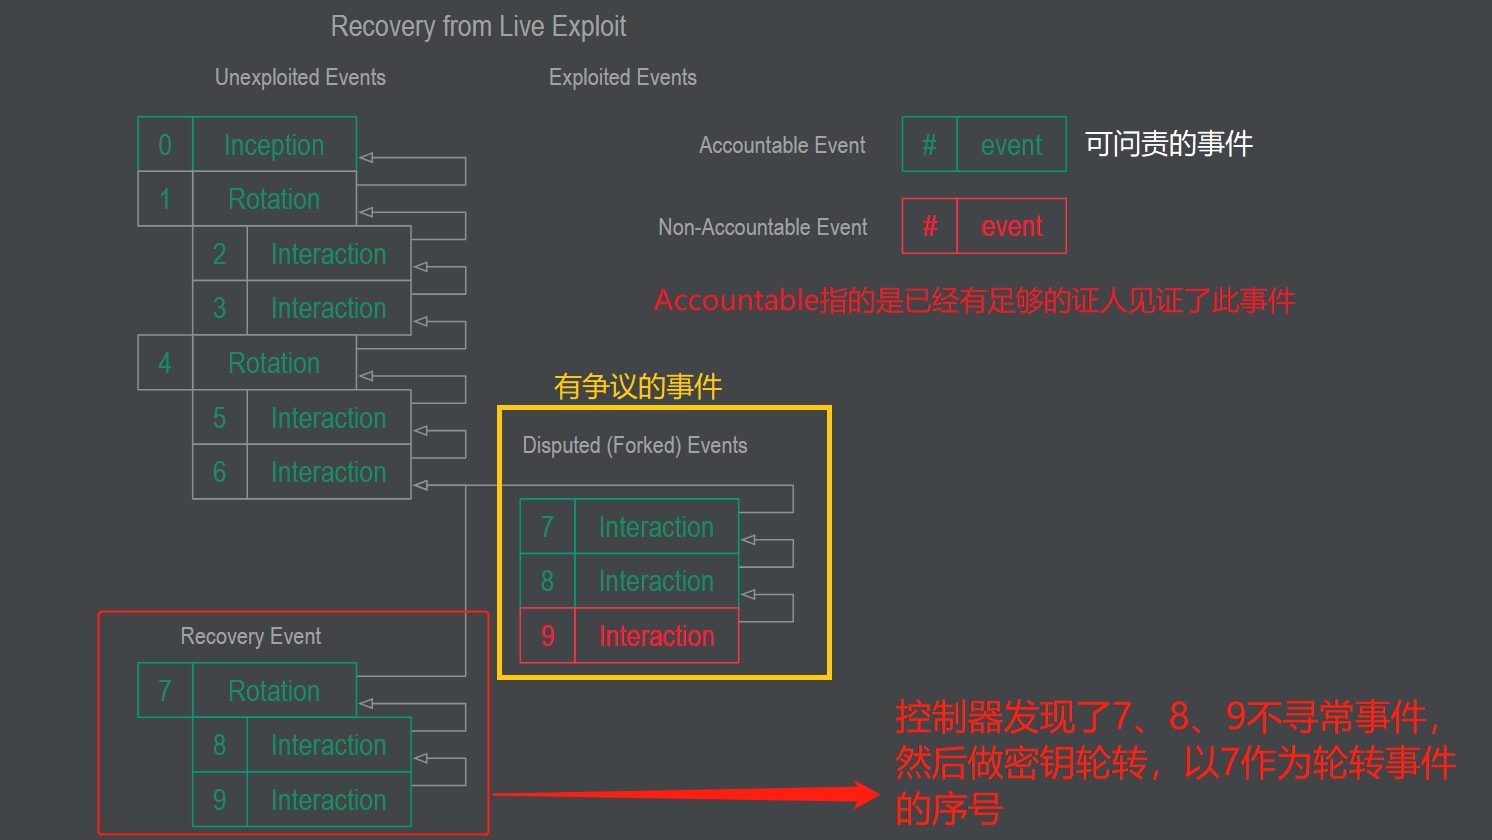 Recovery from Live Exploit
Unexploited Events
Exploited Events
0 Inception
1 Rotation
2 Interaction
3 Interaction
4 Rotation
5 Interaction
6 Interaction
Accountable Event
# event
可问责的事件
Non-Accountable Event
# event
Accountable指的是已经有足够的证人见证了此事件
有争议的事件
Disputed (Forked) Events
7 Interaction
8 Interaction
9 Interaction
Recovery Event
7 Rotation
8 Interaction
9 Interaction
控制器发现了7、8、9不寻常事件，
然后做密钥轮转，以7作为轮转事件
的序号